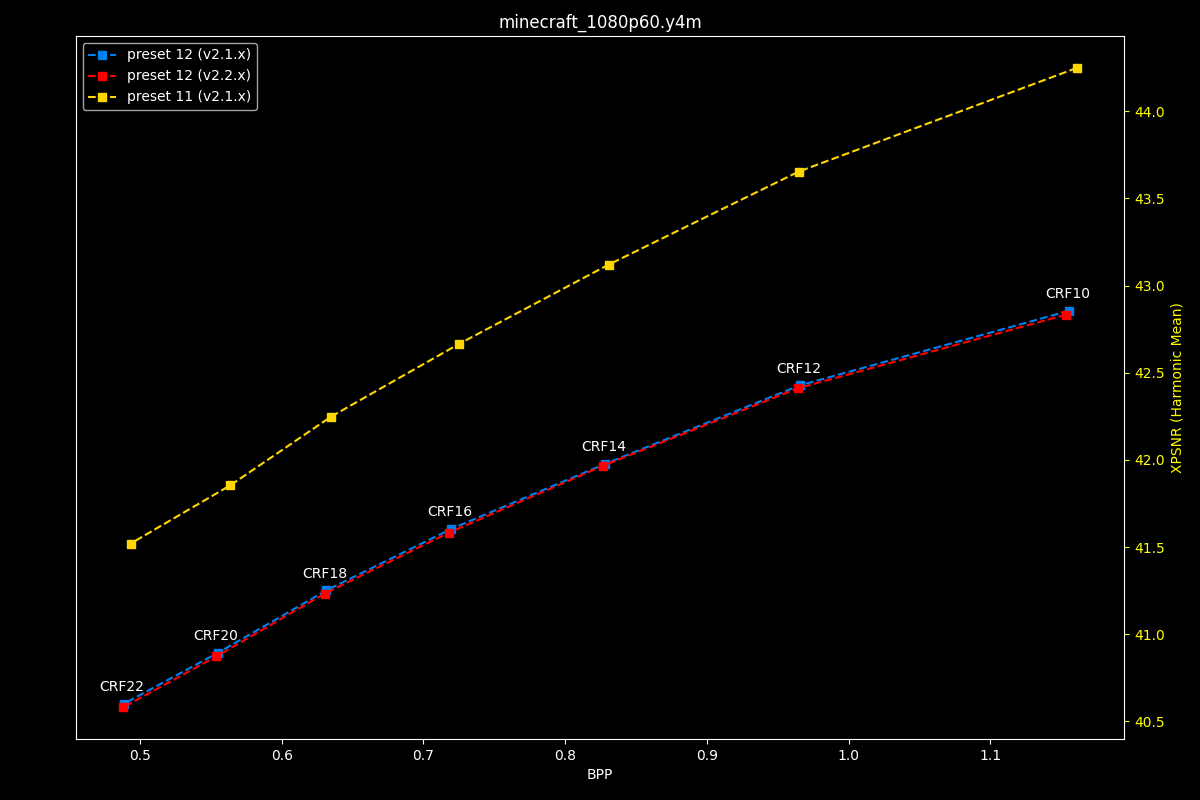 minecraft_1080p60.y4m
preset 12 (v2.1.x)
preset 12 (v2.2.x)
preset 11 (v2.1.x)
44.0
43.5
43.0
42.5
42.0
41.5
41.0
40.5
XPSNR (Harmonic Mean)
CRF10
CRF12
CRF14
CRF16
CRF18
CRF20
CRF22
0.5 0.6 0.7 0.8 0.9 1.0 1.1
BPP